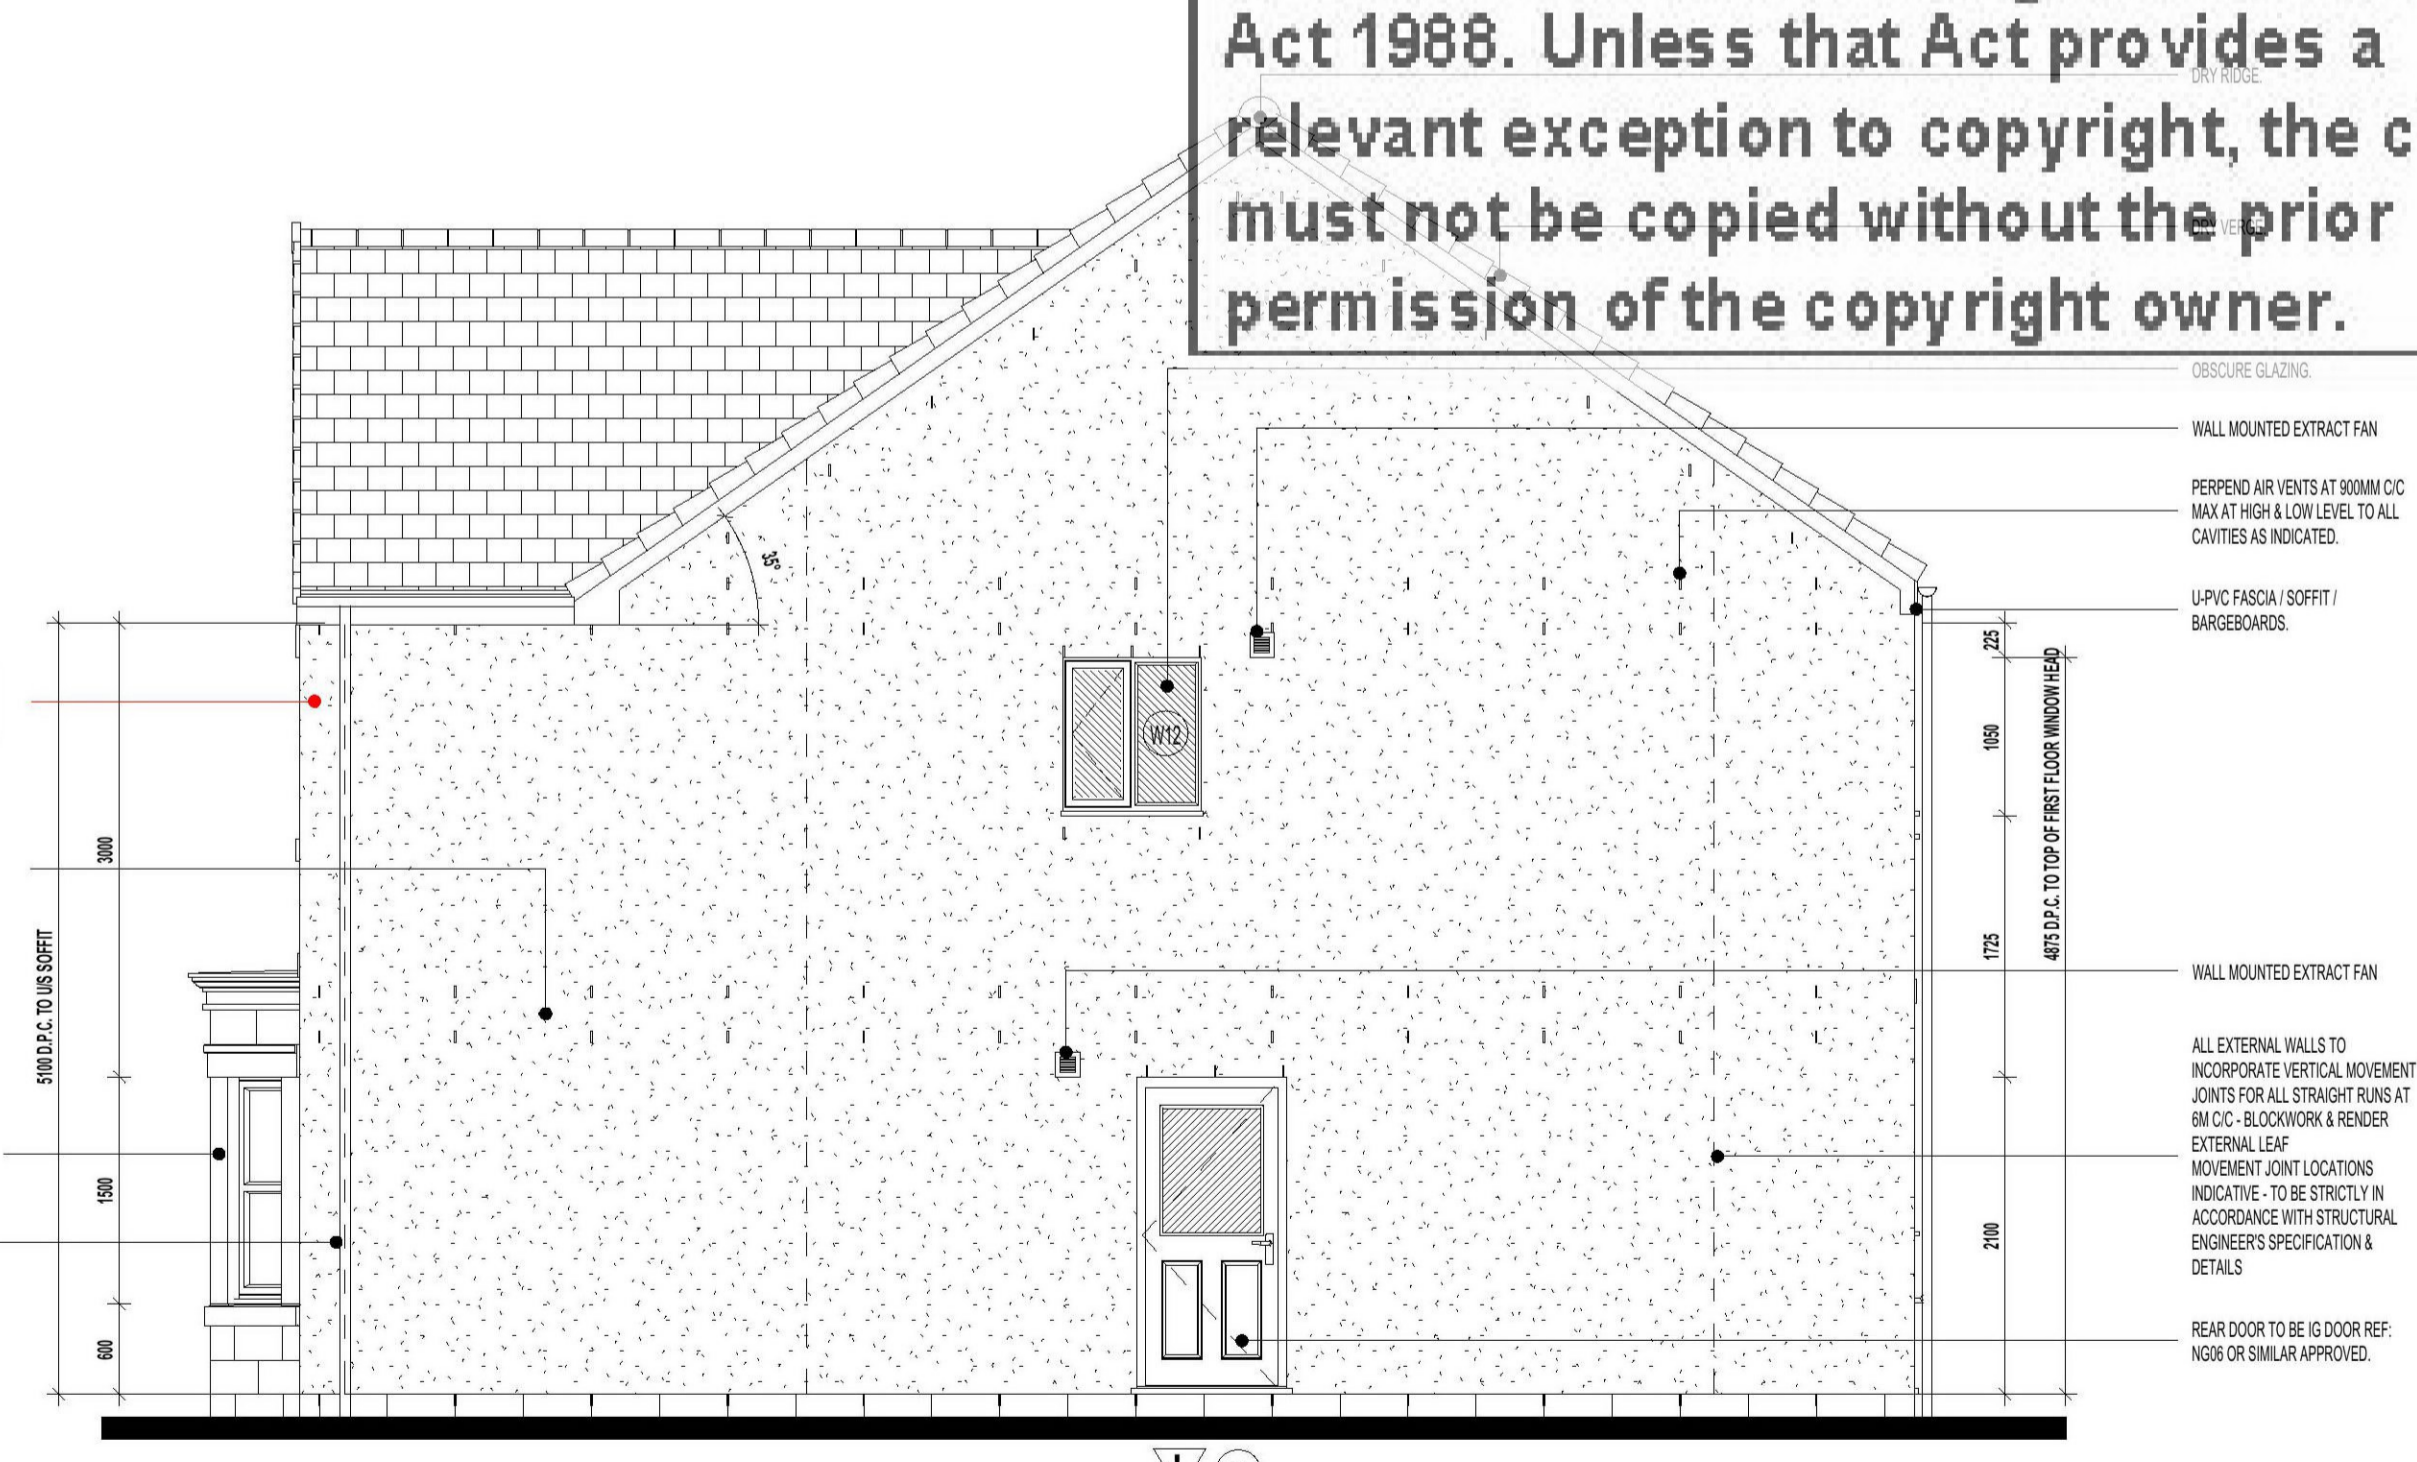 Act 1988. Unless that Act provides a
relevant exception to copyright, the c
must not be copied without the prior
permission of the copyright owner.
DRY RIDGE.
DRY VERGE.
OBSCURE GLAZING.
WALL MOUNTED EXTRACT FAN
PERPEND AIR VENTS AT 900MM C/C
MAX AT HIGH & LOW LEVEL TO ALL
CAVITIES AS INDICATED.
U-PVC FASCIA / SOFFIT /
BARGEBOARDS.
WALL MOUNTED EXTRACT FAN
ALL EXTERNAL WALLS TO
INCORPORATE VERTICAL MOVEMENT
JOINTS FOR ALL STRAIGHT RUNS AT
6M C/C - BLOCKWORK & RENDER
EXTERNAL LEAF
MOVEMENT JOINT LOCATIONS
INDICATIVE - TO BE STRICTLY IN
ACCORDANCE WITH STRUCTURAL
ENGINEER'S SPECIFICATION &
DETAILS
REAR DOOR TO BE IG DOOR REF:
NG06 OR SIMILAR APPROVED.
35°
W12
5100 D.P.C. TO U/S SOFFIT
3000
1500
600
225
1050
1725
2100
4875 D.P.C. TO TOP OF FIRST FLOOR WINDOW HEAD